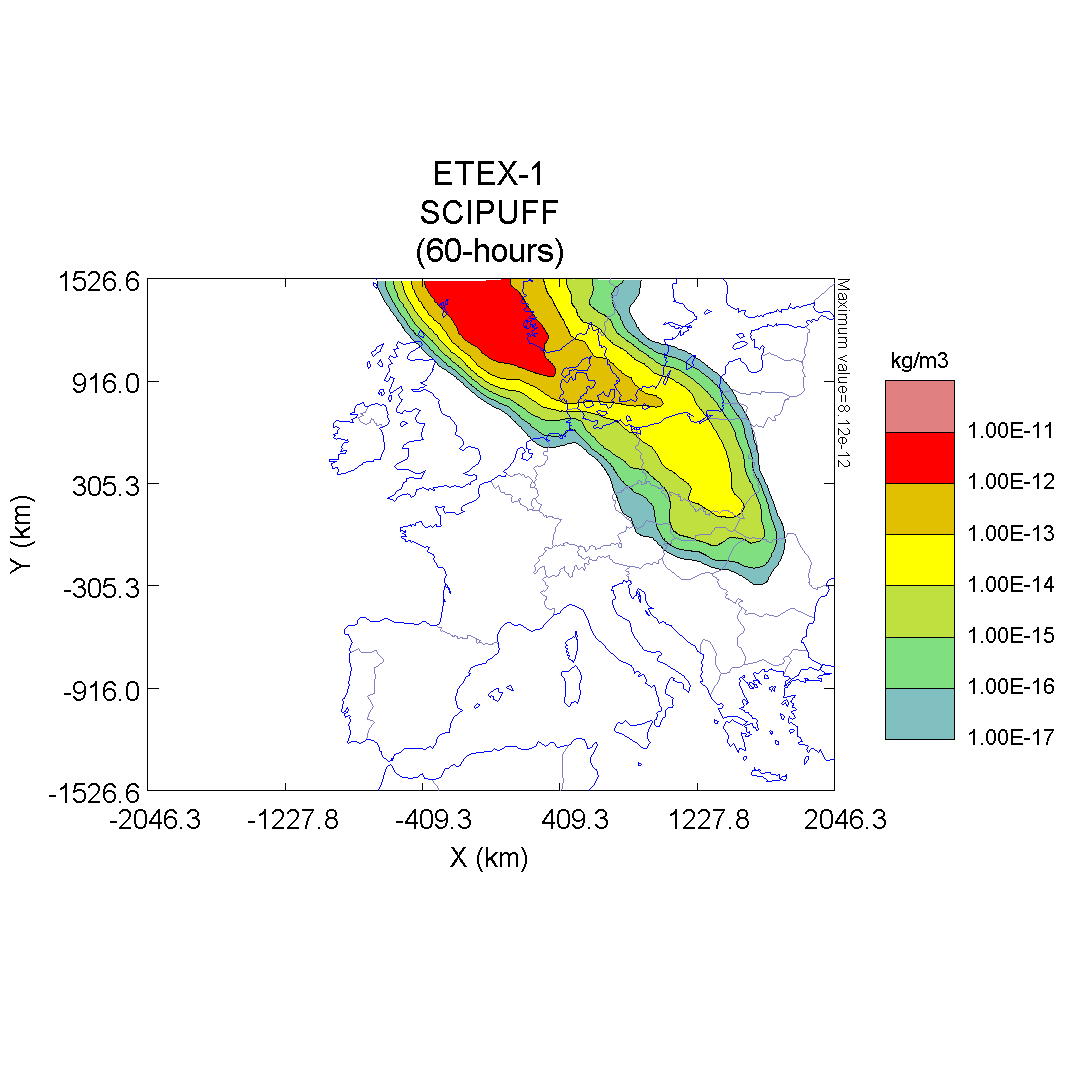 ETEX-1
SCIPUFF
(60-hours)
1526.6
916.0
305.3
-305.3
-916.0
-1526.6
Y (km)
-2046.3 -1227.8 -409.3 409.3 1227.8 2046.3
X (km)
Maximum value=8.12e-12
kg/m3
1.00E-11
1.00E-12
1.00E-13
1.00E-14
1.00E-15
1.00E-16
1.00E-17